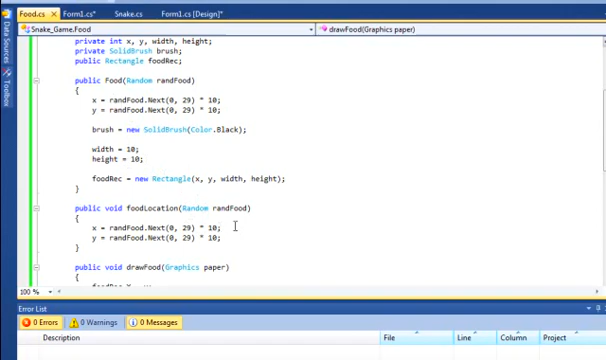 Food.cs ×
Form1.cs*
Snake.cs
Form1.cs [Design]*
Snake_Game.Food
drawFood(Graphics paper)
Data Sources
Toolbox
private int x, y, width, height;
private SolidBrush brush;
public Rectangle foodRec;
public Food(Random randFood)
{
x = randFood.Next(0, 29) * 10;
y = randFood.Next(0, 29) * 10;
brush = new SolidBrush(Color.Black);
width = 10;
height = 10;
foodRec = new Rectangle(x, y, width, height);
}
public void foodLocation(Random randFood)
{
x = randFood.Next(0, 29) * 10;
y = randFood.Next(0, 29) * 10;
}
public void drawFood(Graphics paper)
{
100 %
Error List
0 Errors
0 Warnings
0 Messages
Description
File
Line
Column
Project